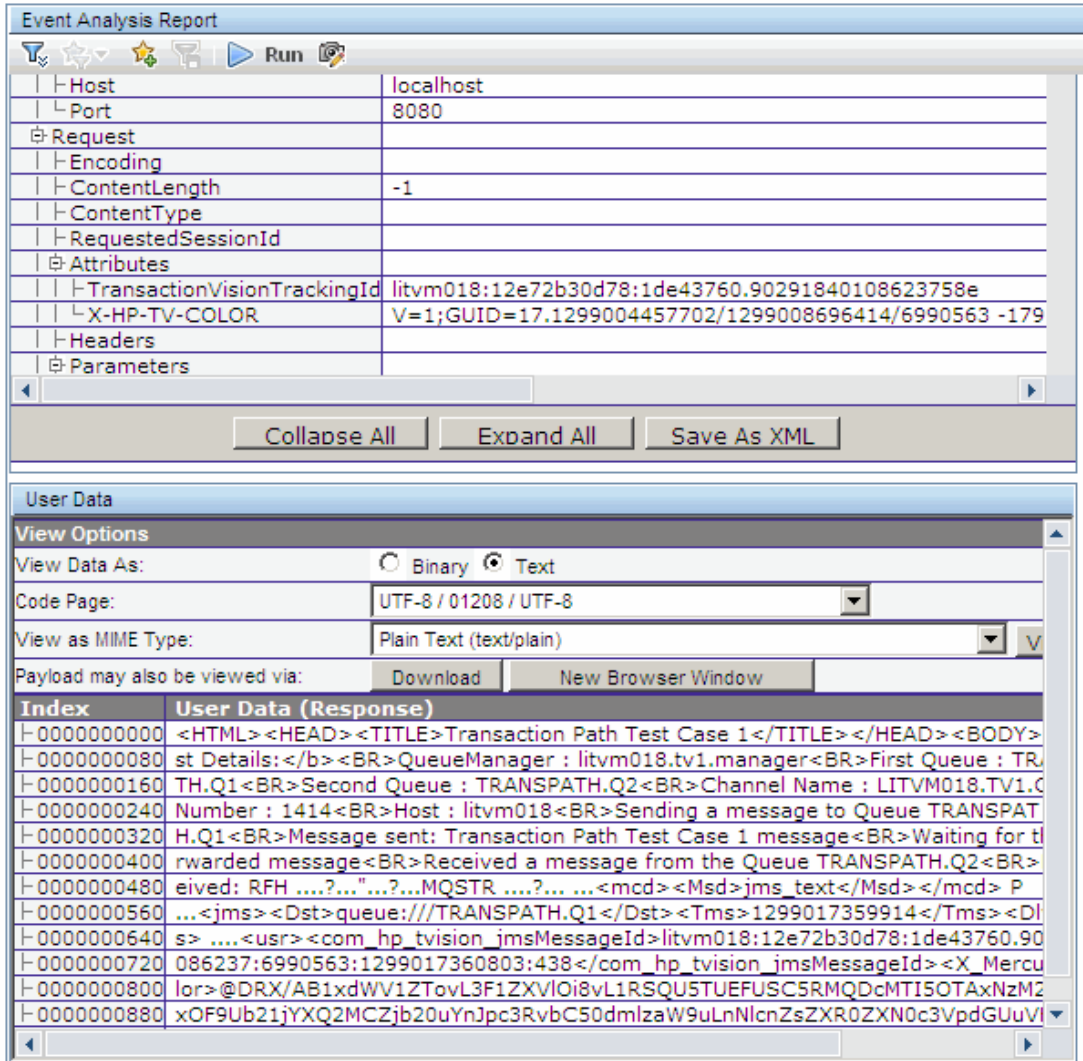 Event Analysis Report
Run
Host localhost
Port 8080
Request
Encoding
ContentLength -1
ContentType
RequestedSessionId
Attributes
TransactionVisionTrackingId litvm018:12e72b30d78:1de43760.90291840108623758e
X-HP-TV-COLOR V=1;GUID=17.1299004457702/1299008696414/6990563 -179
Headers
Parameters
Collapse All Expand All Save As XML
User Data
View Options
View Data As: Binary Text
Code Page: UTF-8 / 01208 / UTF-8
View as MIME Type: Plain Text (text/plain) V
Payload may also be viewed via: Download New Browser Window
Index User Data (Response)
0000000000 <HTML><HEAD><TITLE>Transaction Path Test Case 1</TITLE></HEAD><BODY>
0000000080 st Details:</b><BR>QueueManager : litvm018.tv1.manager<BR>First Queue : TRA
0000000160 TH.Q1<BR>Second Queue : TRANSPATH.Q2<BR>Channel Name : LITVM018.TV1.C
0000000240 Number : 1414<BR>Host : litvm018<BR>Sending a message to Queue TRANSPAT
0000000320 H.Q1<BR>Message sent: Transaction Path Test Case 1 message<BR>Waiting for th
0000000400 rwarded message<BR>Received a message from the Queue TRANSPATH.Q2<BR>
0000000480 eived: RFH ....?..."...?...MQSTR ....?... ...<mcd><Msd>jms_text</Msd></mcd> P
0000000560 ...<jms><Dst>queue:///TRANSPATH.Q1</Dst><Tms>1299017359914</Tms><Dl
0000000640 s> ....<usr><com_hp_tvision_jmsMessageId>litvm018:12e72b30d78:1de43760.90
0000000720 086237:6990563:1299017360803:438</com_hp_tvision_jmsMessageId><X_Mercu
0000000800 lor>@DRX/AB1xdWV1ZTovL3F1ZXVlOi8vL1RSQU5TUEFUSC5RMQDcMTI5OTAxNzM2
0000000880 xOF9Ub21jYXQ2MCZjb20uYnJpc3RvbC50dmlzaW9uLnNlcnZsZXR0ZXN0c3VpdGUuVl